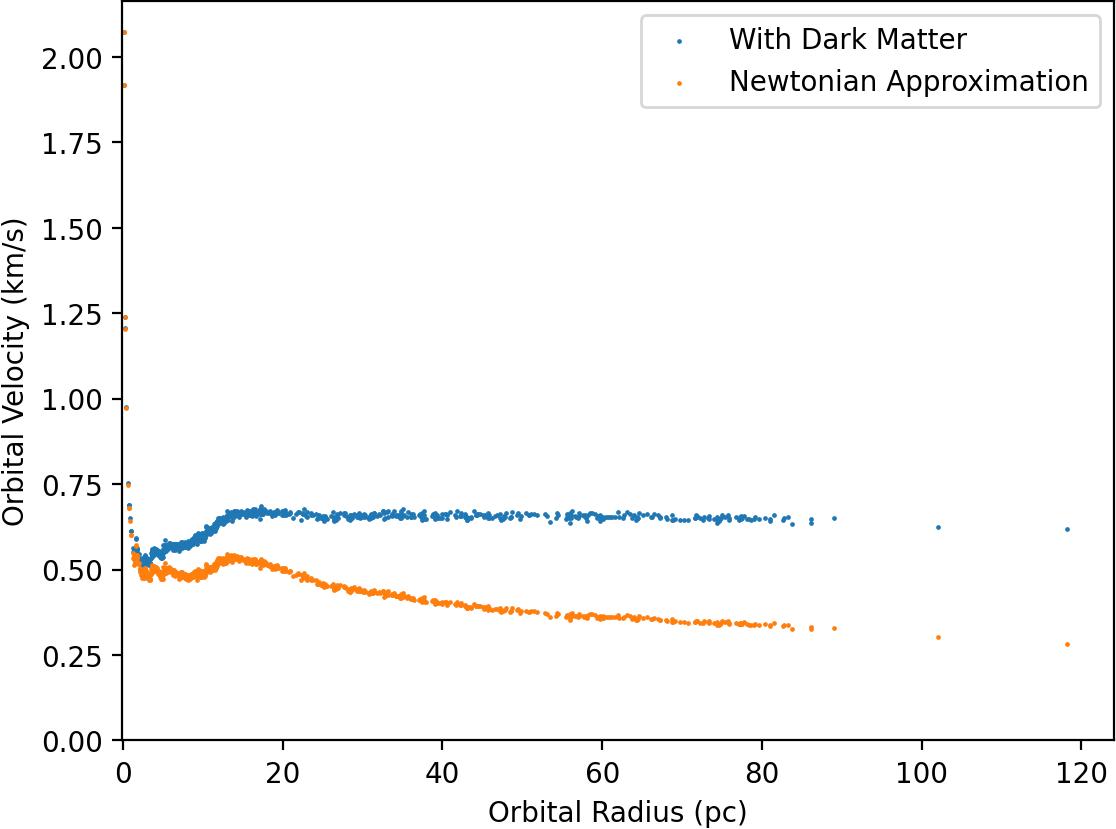 With Dark Matter
Newtonian Approximation
Orbital Velocity (km/s)
2.00
1.75
1.50
1.25
1.00
0.75
0.50
0.25
0.00
0 20 40 60 80 100 120
Orbital Radius (pc)